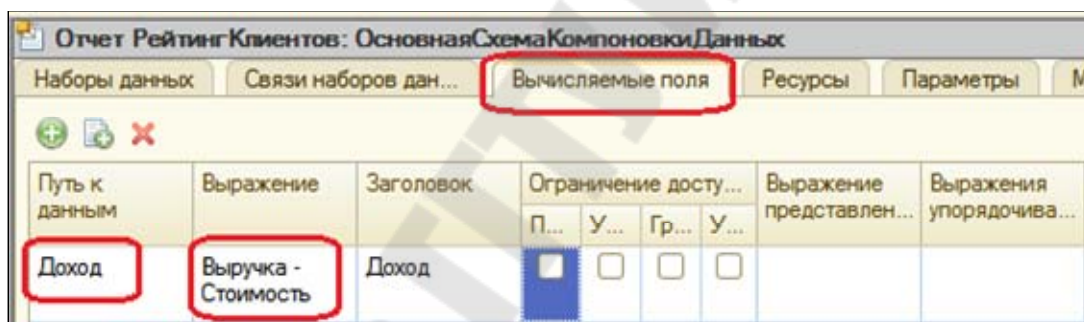 Отчет РейтингКлиентов: ОсновнаяСхемаКомпоновкиДанных
Наборы данных Связи наборов дан... Вычисляемые поля Ресурсы Параметры М
Путь к данным Выражение Заголовок Ограничение досту... Выражение представлен... Выражения упорядочива...
П... У... Гр... У...
Доход Выручка - Стоимость Доход